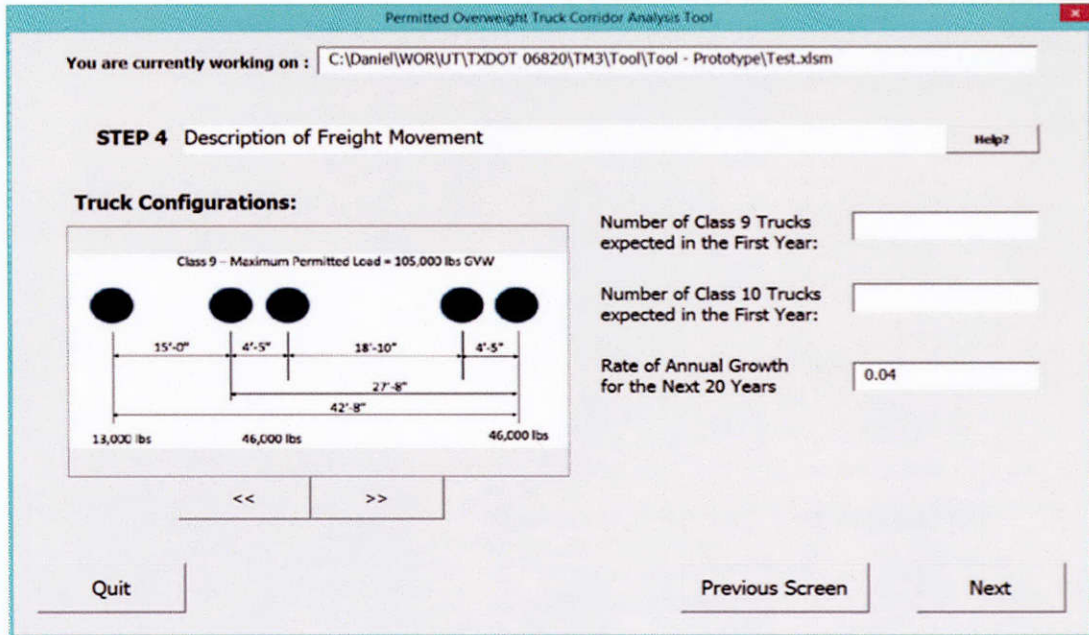 Permitted Overweight Truck Corridor Analysis Tool
You are currently working on : C:\Daniel\WOR\UT\TXDOT 06820\TM3\Tool\Tool - Prototype\Test.xlsm
STEP 4 Description of Freight Movement Help?
Truck Configurations:
Class 9 – Maximum Permitted Load = 105,000 lbs GVW
15'-0" 4'-5" 18'-10" 4'-5"
27'-8"
42'-8"
13,000 lbs 46,000 lbs 46,000 lbs
<< >>
Number of Class 9 Trucks
expected in the First Year:
Number of Class 10 Trucks
expected in the First Year:
Rate of Annual Growth
for the Next 20 Years
0.04
Quit Previous Screen Next